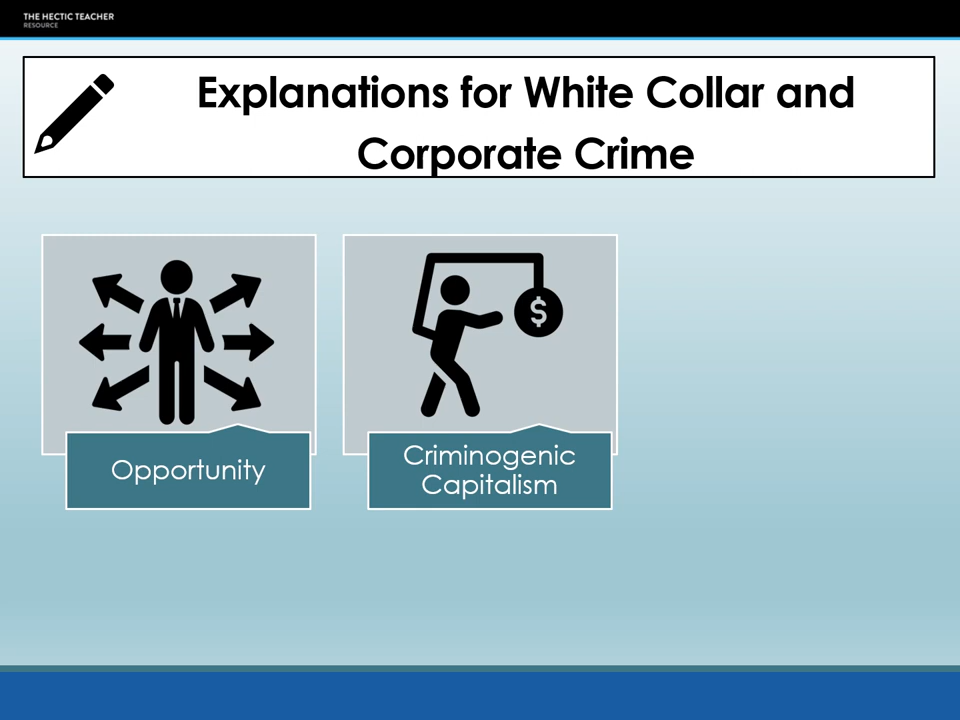 THE HECTIC TEACHER
RESOURCE
Explanations for White Collar and
Corporate Crime
$
Opportunity
Criminogenic
Capitalism